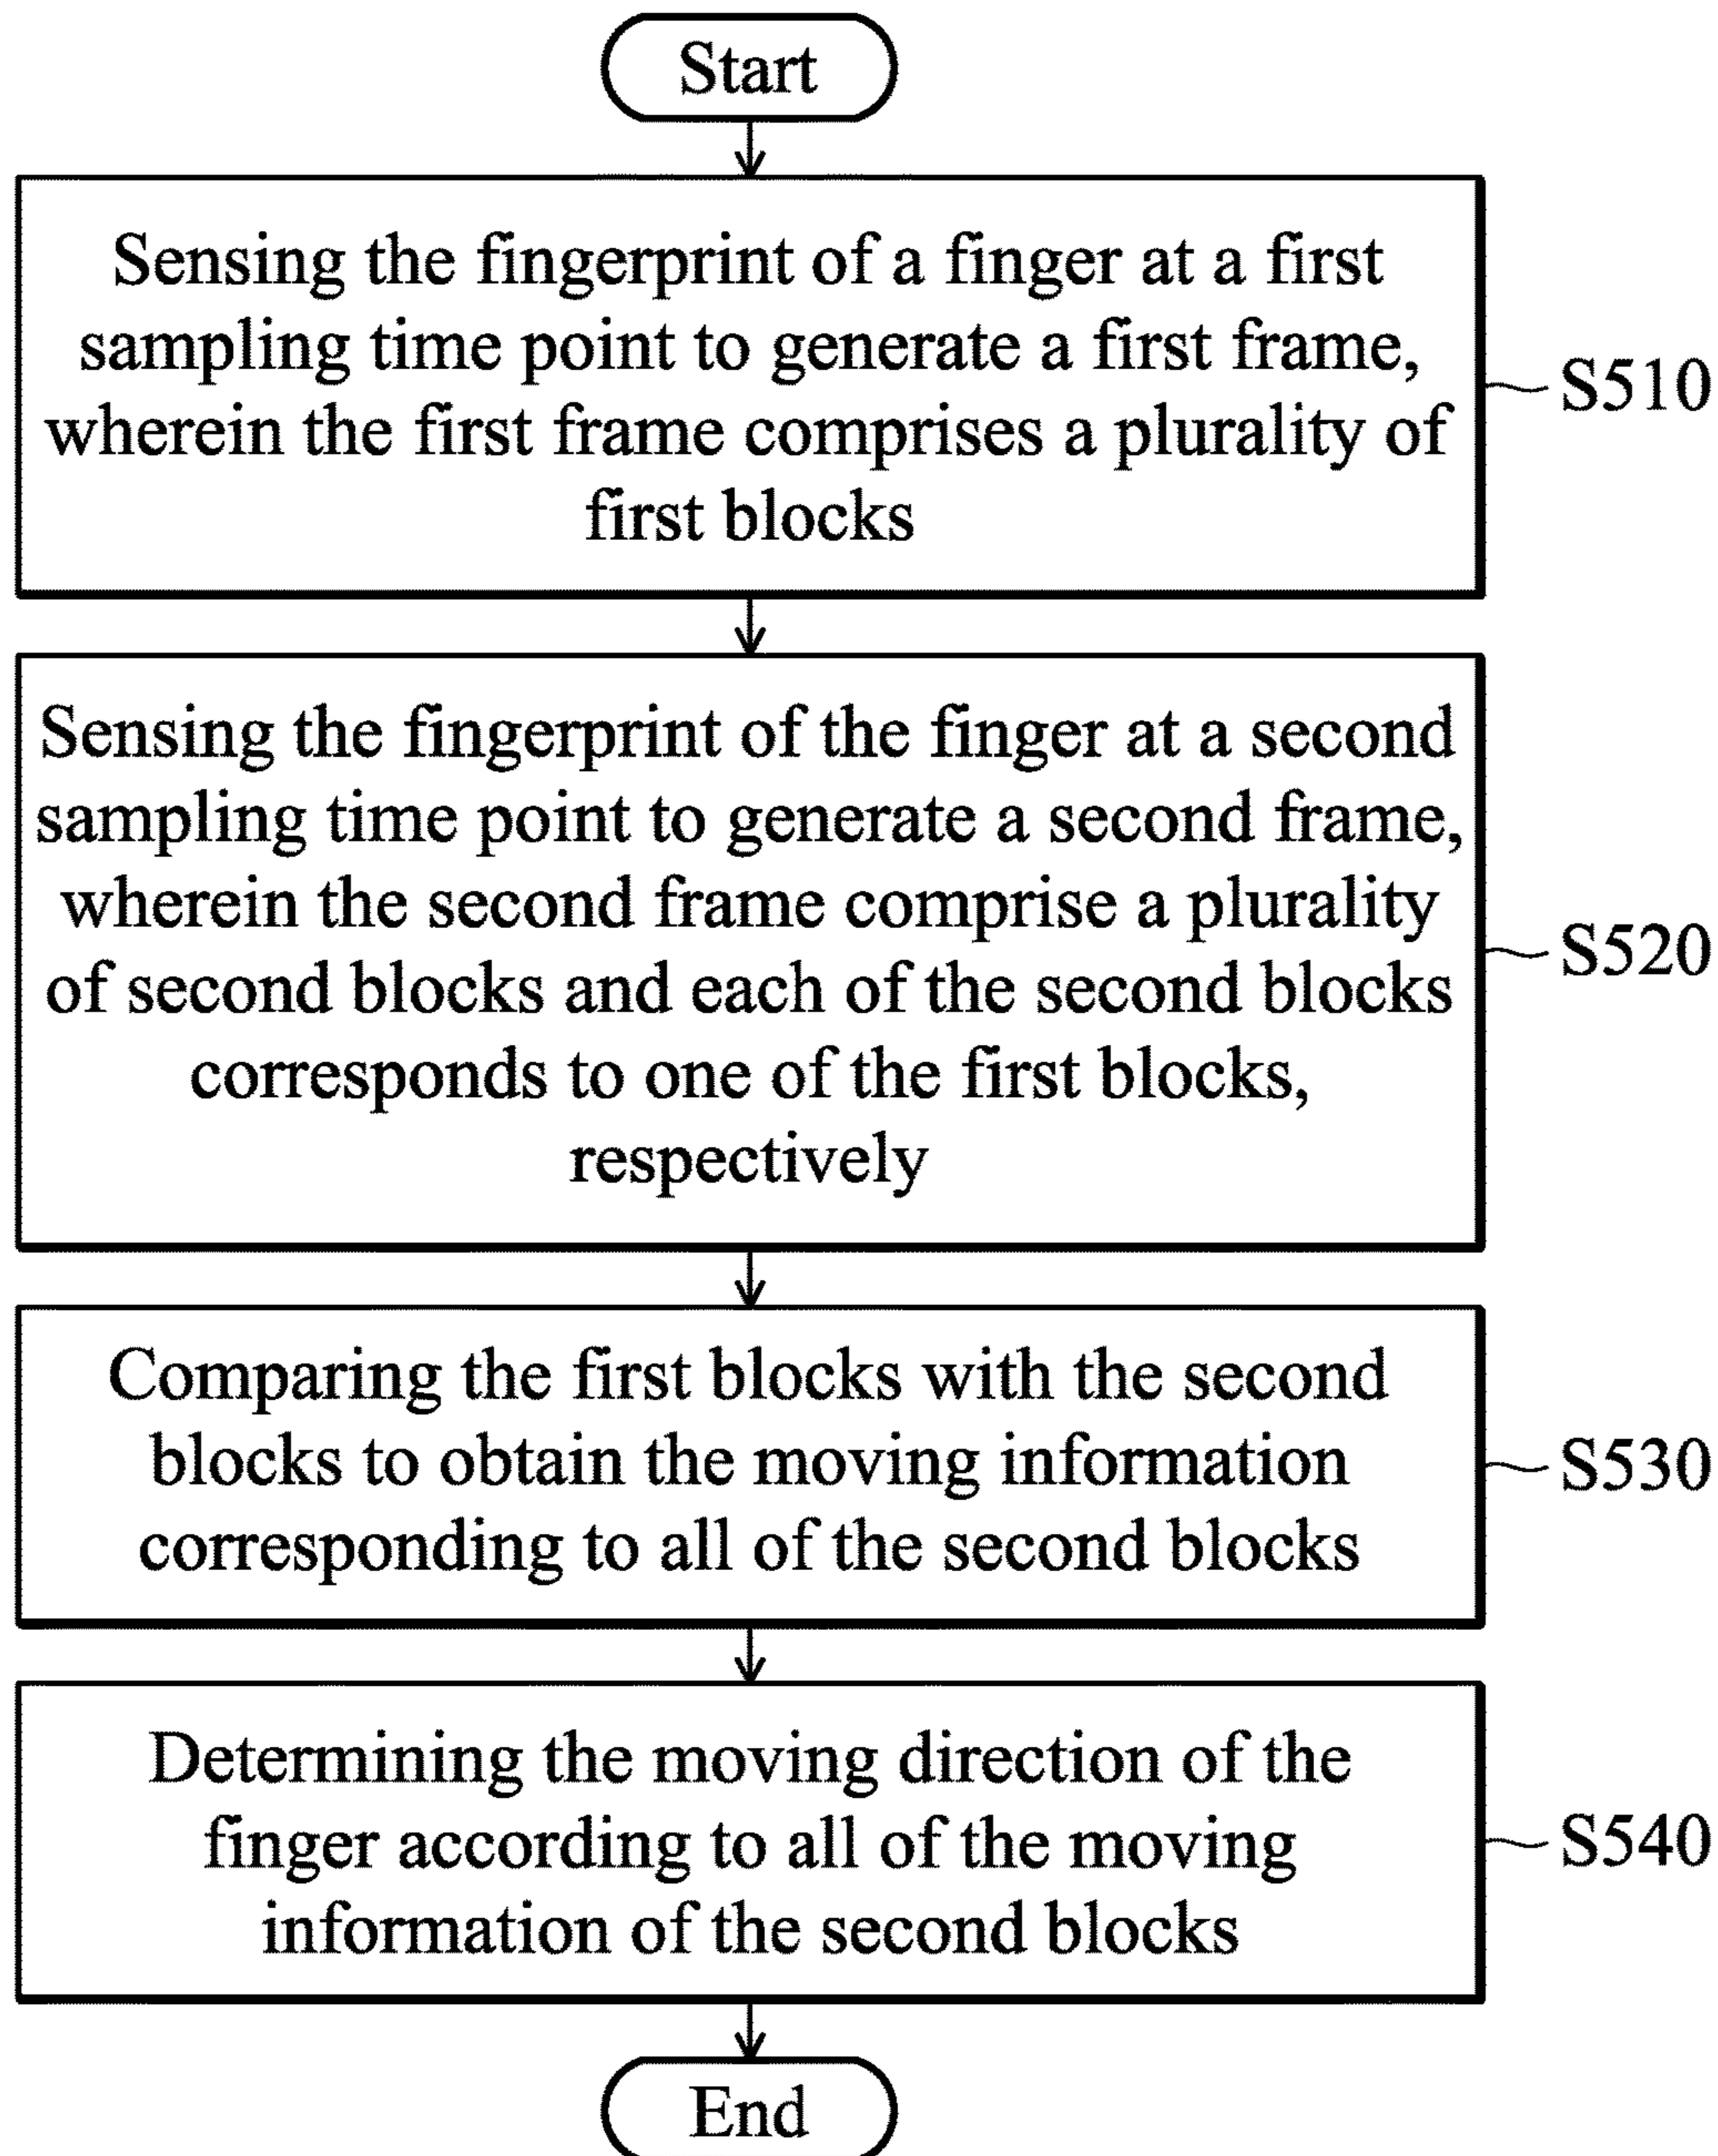 Start
Sensing the fingerprint of a finger at a first
sampling time point to generate a first frame,
wherein the first frame comprises a plurality of
first blocks
S510
Sensing the fingerprint of the finger at a second
sampling time point to generate a second frame,
wherein the second frame comprise a plurality
of second blocks and each of the second blocks
corresponds to one of the first blocks,
respectively
S520
Comparing the first blocks with the second
blocks to obtain the moving information
corresponding to all of the second blocks
S530
Determining the moving direction of the
finger according to all of the moving
information of the second blocks
S540
End